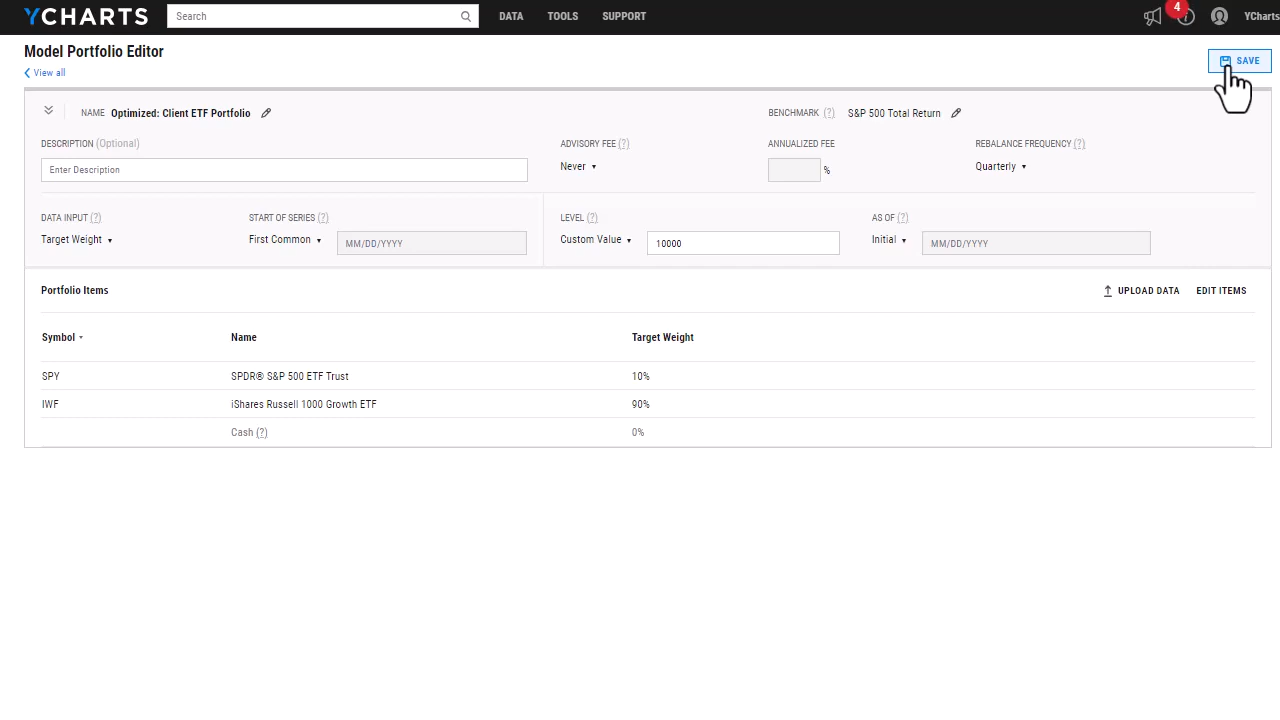 YCHARTS Search DATA TOOLS SUPPORT 4 YCharts
Model Portfolio Editor
View all SAVE
NAME Optimized: Client ETF Portfolio BENCHMARK (?) S&P 500 Total Return
DESCRIPTION (Optional) ADVISORY FEE (?) ANNUALIZED FEE REBALANCE FREQUENCY (?)
Enter Description Never % Quarterly
DATA INPUT (?) START OF SERIES (?) LEVEL (?) AS OF (?)
Target Weight First Common MM/DD/YYYY Custom Value 10000 Initial MM/DD/YYYY
Portfolio Items UPLOAD DATA EDIT ITEMS
Symbol Name Target Weight
SPY SPDR® S&P 500 ETF Trust 10%
IWF iShares Russell 1000 Growth ETF 90%
Cash (?) 0%